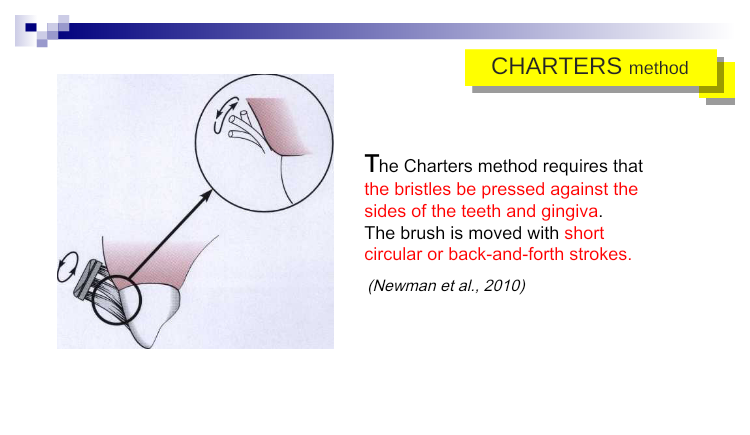 CHARTERS method
The Charters method requires that
the bristles be pressed against the
sides of the teeth and gingiva.
The brush is moved with short
circular or back-and-forth strokes.
(Newman et al., 2010)